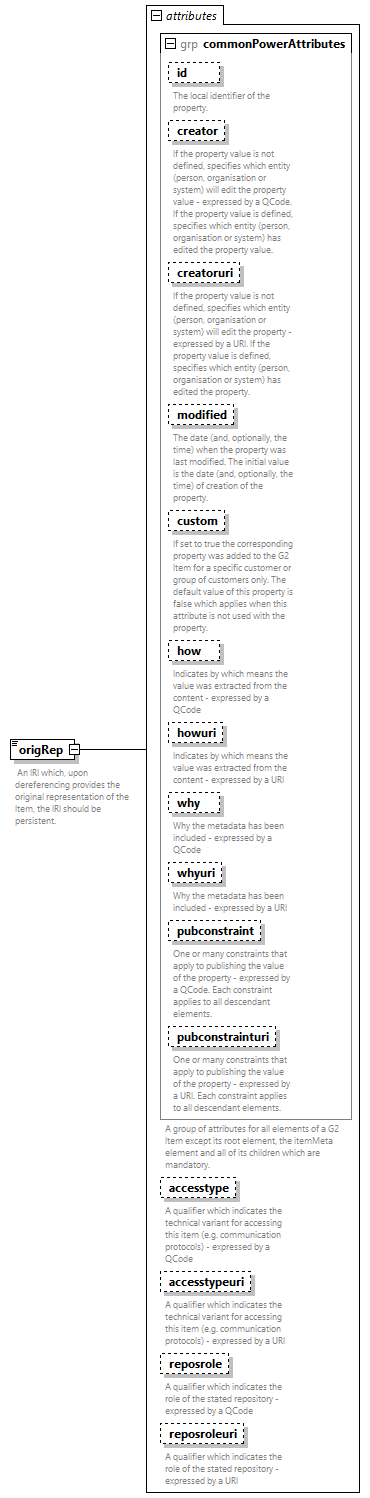 attributes
grp commonPowerAttributes
id
The local identifier of the
property.
creator
If the property value is not
defined, specifies which entity
(person, organisation or
system) will edit the property
value - expressed by a QCode.
If the property value is defined,
specifies which entity (person,
organisation or system) has
edited the property value.
creatoruri
If the property value is not
defined, specifies which entity
(person, organisation or
system) will edit the property -
expressed by a URI. If the
property value is defined,
specifies which entity (person,
organisation or system) has
edited the property.
modified
The date (and, optionally, the
time) when the property was
last modified. The initial value
is the date (and, optionally, the
time) of creation of the
property.
custom
If set to true the corresponding
property was added to the G2
Item for a specific customer or
group of customers only. The
default value of this property is
false which applies when this
attribute is not used with the
property.
how
Indicates by which means the
value was extracted from the
content - expressed by a
QCode
howuri
Indicates by which means the
value was extracted from the
content - expressed by a URI
why
Why the metadata has been
included - expressed by a
QCode
whyuri
Why the metadata has been
included - expressed by a URI
pubconstraint
One or many constraints that
apply to publishing the value
of the property - expressed by
a QCode. Each constraint
applies to all descendant
elements.
pubconstrainturi
One or many constraints that
apply to publishing the value
of the property - expressed by
a URI. Each constraint applies
to all descendant elements.
A group of attributes for all elements of a G2
Item except its root element, the itemMeta
element and all of its children which are
mandatory.
accesstype
A qualifier which indicates the
technical variant for accessing
this item (e.g. communication
protocols) - expressed by a
QCode
accesstypeuri
A qualifier which indicates the
technical variant for accessing
this item (e.g. communication
protocols) - expressed by a URI
reposrole
A qualifier which indicates the
role of the stated repository -
expressed by a QCode
reposroleuri
A qualifier which indicates the
role of the stated repository -
expressed by a URI
origRep
An IRI which, upon
dereferencing provides the
original representation of the
Item, the IRI should be
persistent.